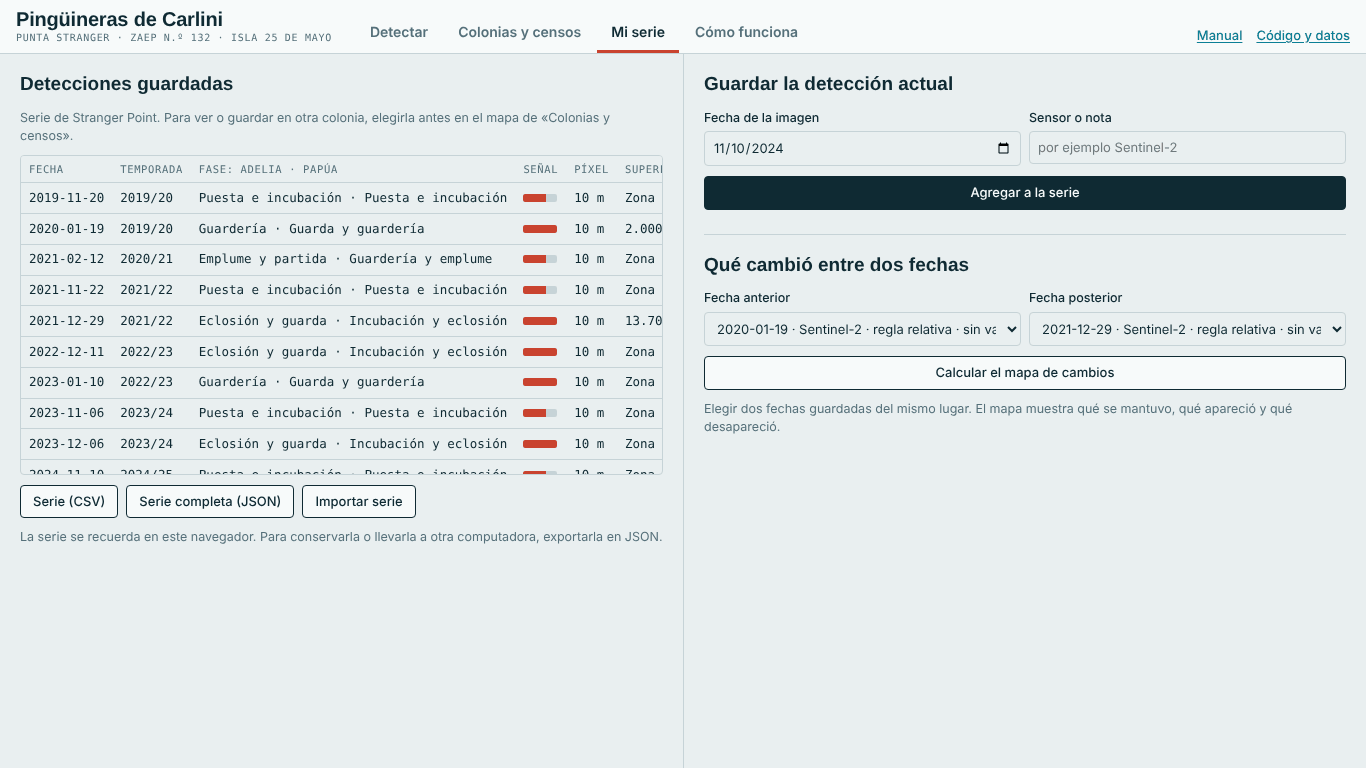 Pingüineras de Carlini
PUNTA STRANGER · ZAEP N.º 132 · ISLA 25 DE MAYO
Detectar
Colonias y censos
Mi serie
Cómo funciona
Manual
Código y datos
Detecciones guardadas
Serie de Stranger Point. Para ver o guardar en otra colonia, elegirla antes en el mapa de «Colonias y
censos».
FECHA TEMPORADA FASE: ADELIA · PAPÚA SEÑAL PÍXEL
2019-11-20 2019/20 Puesta e incubación · Puesta e incubación 10 m Zona
2020-01-19 2019/20 Guardería · Guarda y guardería 10 m 2.000
2021-02-12 2020/21 Emplume y partida · Guardería y emplume 10 m Zona
2021-11-22 2021/22 Puesta e incubación · Puesta e incubación 10 m Zona
2021-12-29 2021/22 Eclosión y guarda · Incubación y eclosión 10 m 13.70
2022-12-11 2022/23 Eclosión y guarda · Incubación y eclosión 10 m Zona
2023-01-10 2022/23 Guardería · Guarda y guardería 10 m Zona
2023-11-06 2023/24 Puesta e incubación · Puesta e incubación 10 m Zona
2023-12-06 2023/24 Eclosión y guarda · Incubación y eclosión 10 m Zona
2024-11-10 2024/25 Puesta e incubación · Puesta e incubación 10 m Zona
Serie (CSV)
Serie completa (JSON)
Importar serie
La serie se recuerda en este navegador. Para conservarla o llevarla a otra computadora, exportarla en JSON.
Guardar la detección actual
Fecha de la imagen
Sensor o nota
11/10/2024
por ejemplo Sentinel-2
Agregar a la serie
Qué cambió entre dos fechas
Fecha anterior
Fecha posterior
2020-01-19 · Sentinel-2 · regla relativa · sin va
2021-12-29 · Sentinel-2 · regla relativa · sin va
Calcular el mapa de cambios
Elegir dos fechas guardadas del mismo lugar. El mapa muestra qué se mantuvo, qué apareció y qué
desapareció.